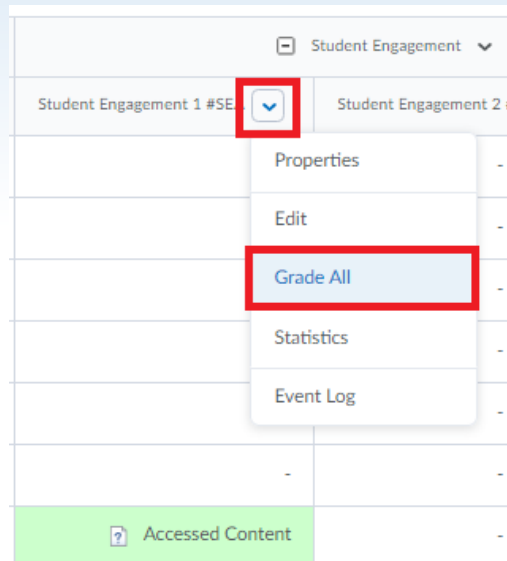 Student Engagement
Student Engagement 1 #SE...
Student Engagement 2
Properties
-
Edit
-
Grade All
-
Statistics
-
Event Log
-
-
-
? Accessed Content
-